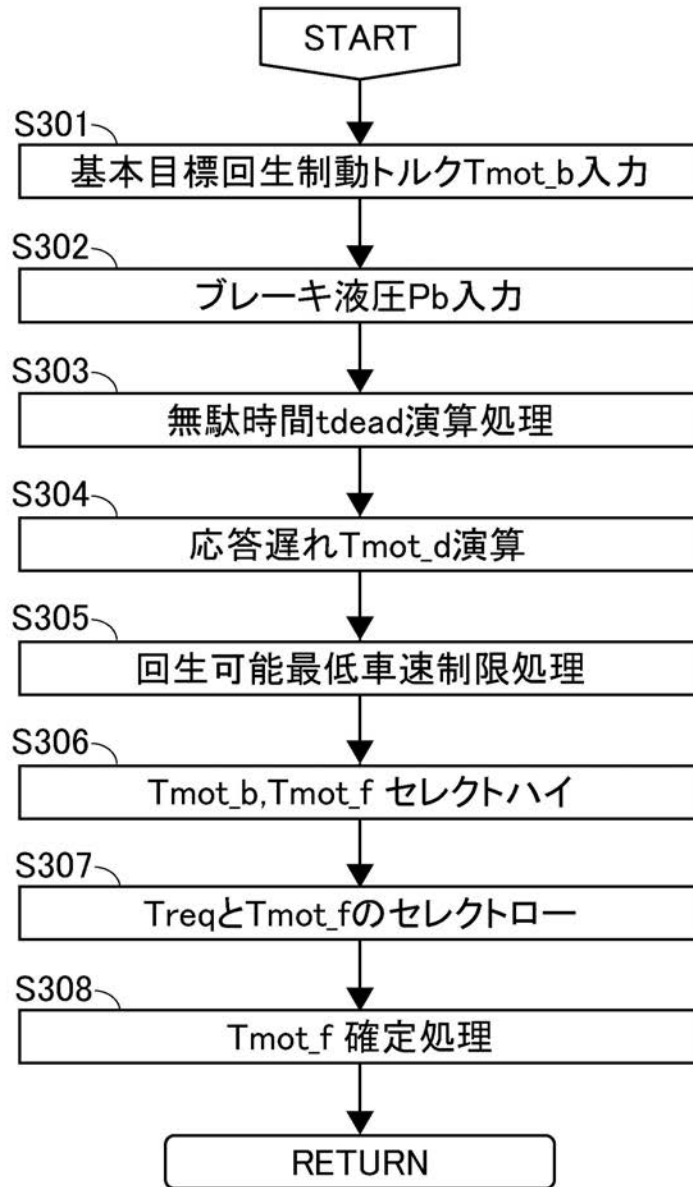 START
S301
基本目標回生制動トルクTmot_b入力
S302
ブレーキ液圧Pb入力
S303
無駄時間tdead演算処理
S304
応答遅れTmot_d演算
S305
回生可能最低車速制限処理
S306
Tmot_b,Tmot_f セレクトハイ
S307
TreqとTmot_fのセレクトロー
S308
Tmot_f 確定処理
RETURN